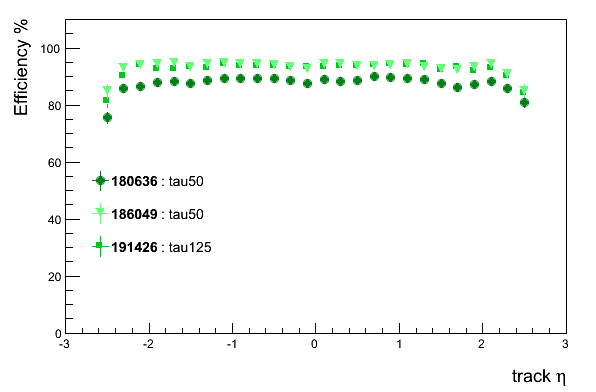 Efficiency %
100
80
60
40
20
0
180636 : tau50
186049 : tau50
191426 : tau125
-3 -2 -1 0 1 2 3
track η